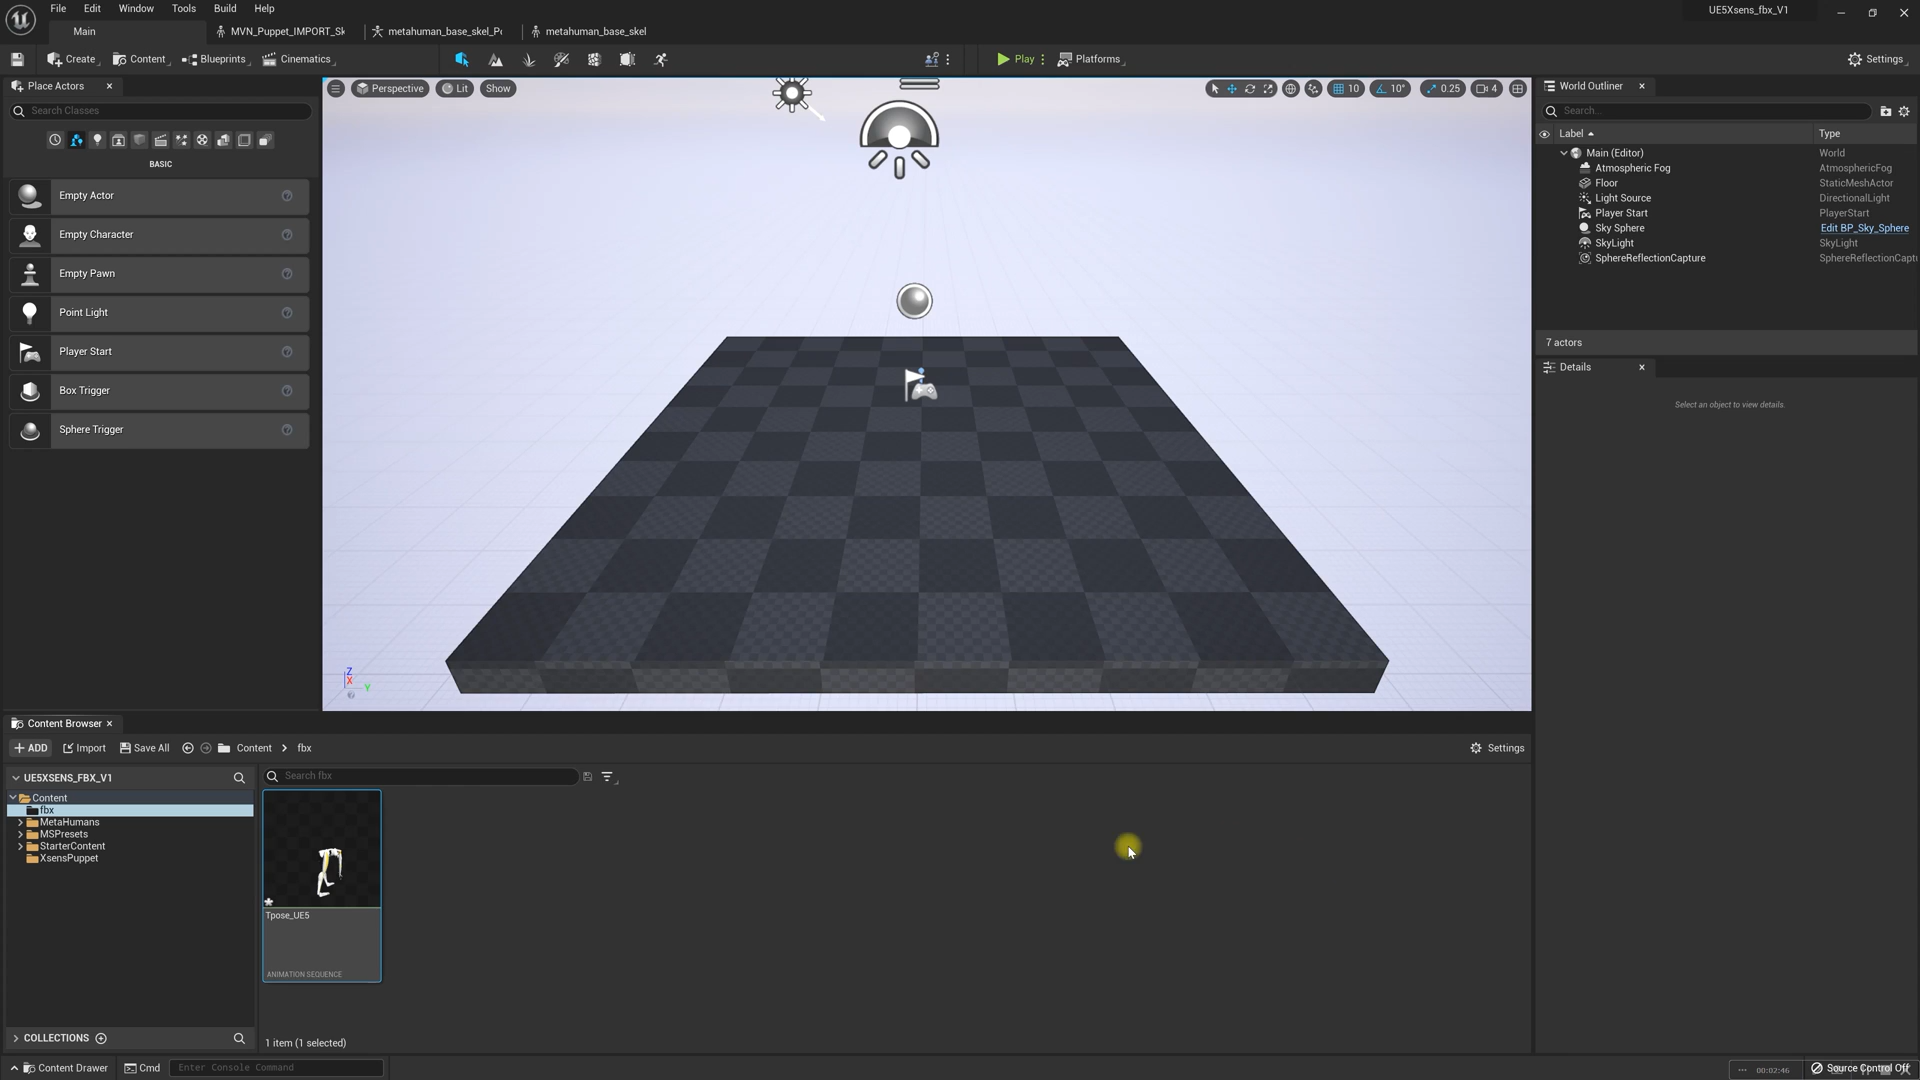 File Edit Window Tools Build Help
UE5Xsens_fbx_V1
Main
MVN_Puppet_IMPORT_Sk
metahuman_base_skel_Po
metahuman_base_skel
Create
Content
Blueprints
Cinematics
Play
Platforms
Settings
Place Actors
Search Classes
BASIC
Empty Actor
Empty Character
Empty Pawn
Point Light
Player Start
Box Trigger
Sphere Trigger
Perspective
Lit
Show
10
10°
0.25
4
Z
X
Y
World Outliner
Search...
Label
Type
Main (Editor) World
Atmospheric Fog AtmosphericFog
Floor StaticMeshActor
Light Source DirectionalLight
Player Start PlayerStart
Sky Sphere Edit BP_Sky_Sphere
SkyLight SkyLight
SphereReflectionCapture SphereReflectionCaptu
7 actors
Details
Select an object to view details.
Content Browser
ADD
Import
Save All
Content
fbx
Settings
UE5XSENS_FBX_V1
Search fbx
Content
fbx
MetaHumans
MSPresets
StarterContent
XsensPuppet
Tpose_UE5
ANIMATION SEQUENCE
COLLECTIONS
1 item (1 selected)
Content Drawer
Cmd
Enter Console Command
00:02:46
Source Control Off